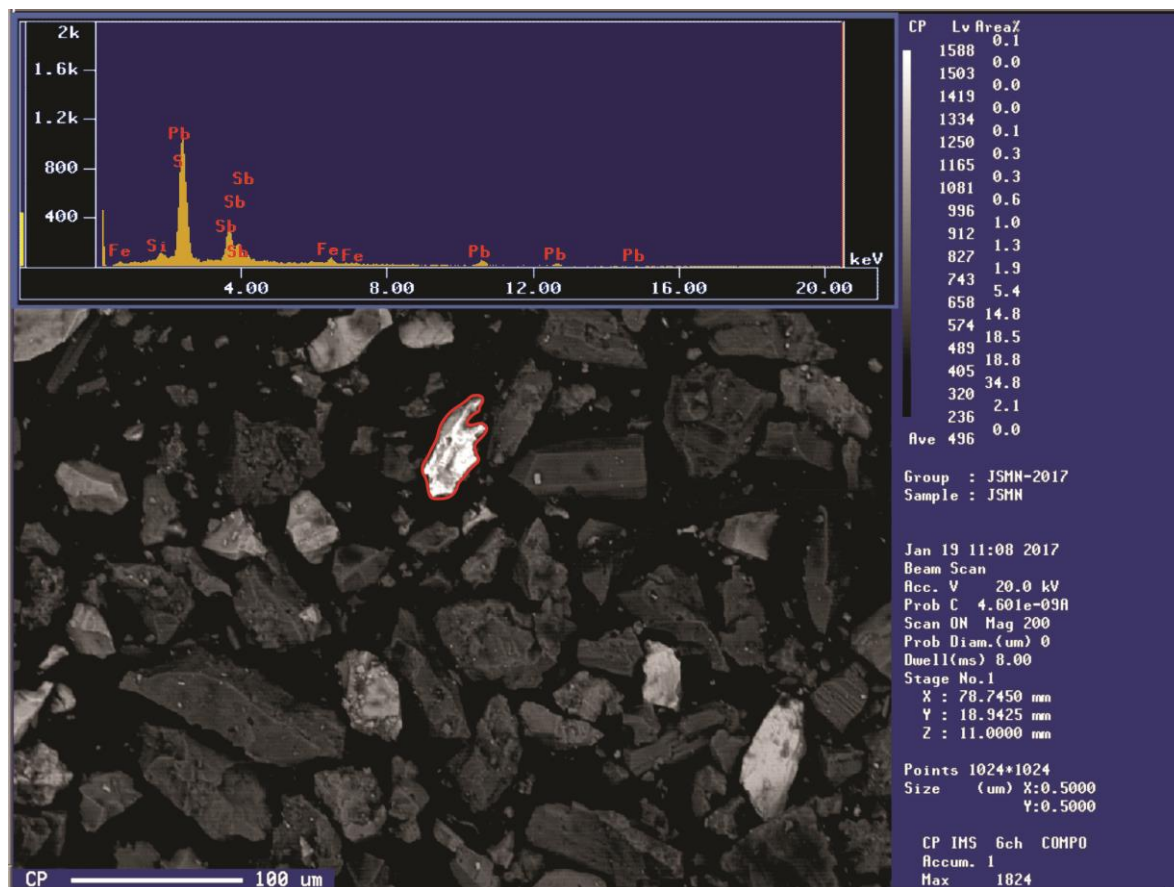 2k
1.6k
1.2k
800
400
Pb
S
Sb
Sb
Sb
Sb
Fe
Si
Fe
Fe
Pb
Pb
Pb
keV
4.00 8.00 12.00 16.00 20.00
CP Lv Area%
0.1
1588
0.0
1503
0.0
1419
0.0
1334
0.1
1250
0.3
1165
0.3
1081
0.6
996
1.0
912
1.3
827
1.9
743
5.4
658
14.8
574
18.5
489
18.8
405
34.8
320
2.1
236
0.0
Ave 496
Group : JSMN-2017
Sample : JSMN
Jan 19 11:08 2017
Beam Scan
Acc. V 20.0 kV
Prob C 4.601e-09A
Scan ON Mag 200
Prob Diam.(um) 0
Dwell(ms) 8.00
Stage No.1
X : 78.7450 mm
Y : 18.9425 mm
Z : 11.0000 mm
Points 1024*1024
Size (um) X:0.5000
Y:0.5000
CP IMS 6ch COMPO
Accum. 1
Max 1824
CP 100 um